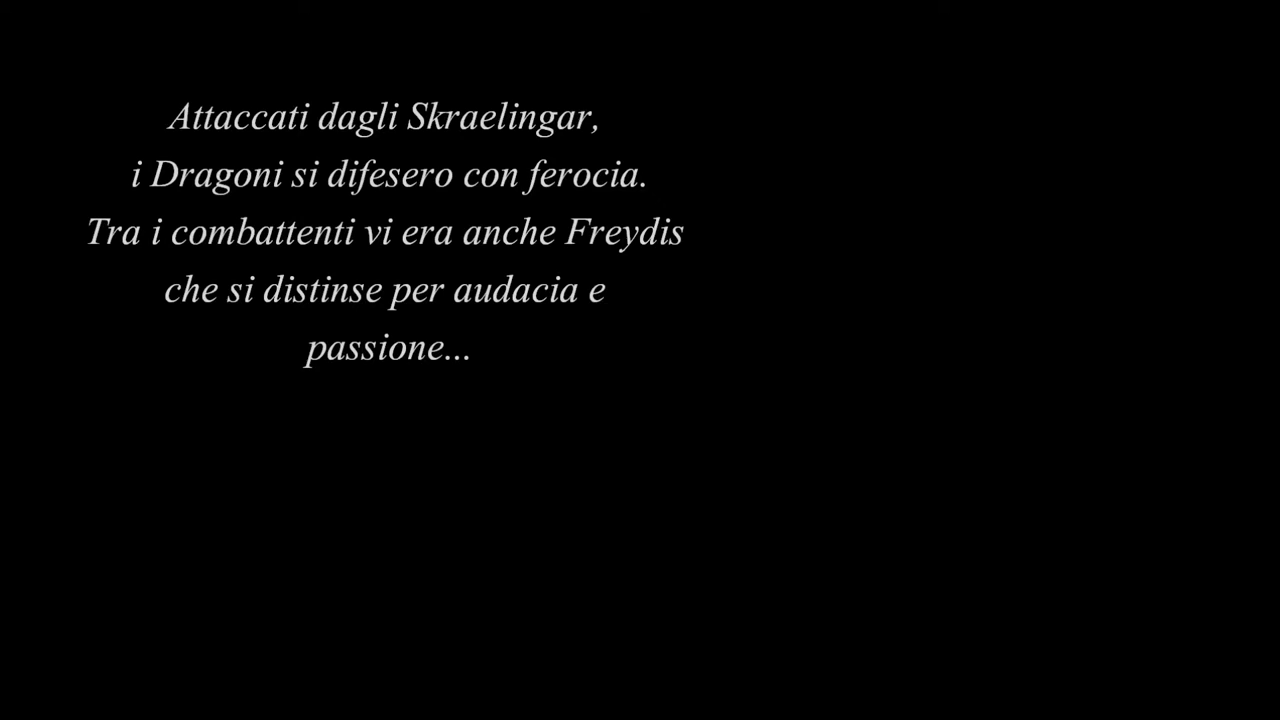 Attaccati dagli Skraelingar,
i Dragoni si difesero con ferocia.
Tra i combattenti vi era anche Freydis
che si distinse per audacia e
passione...